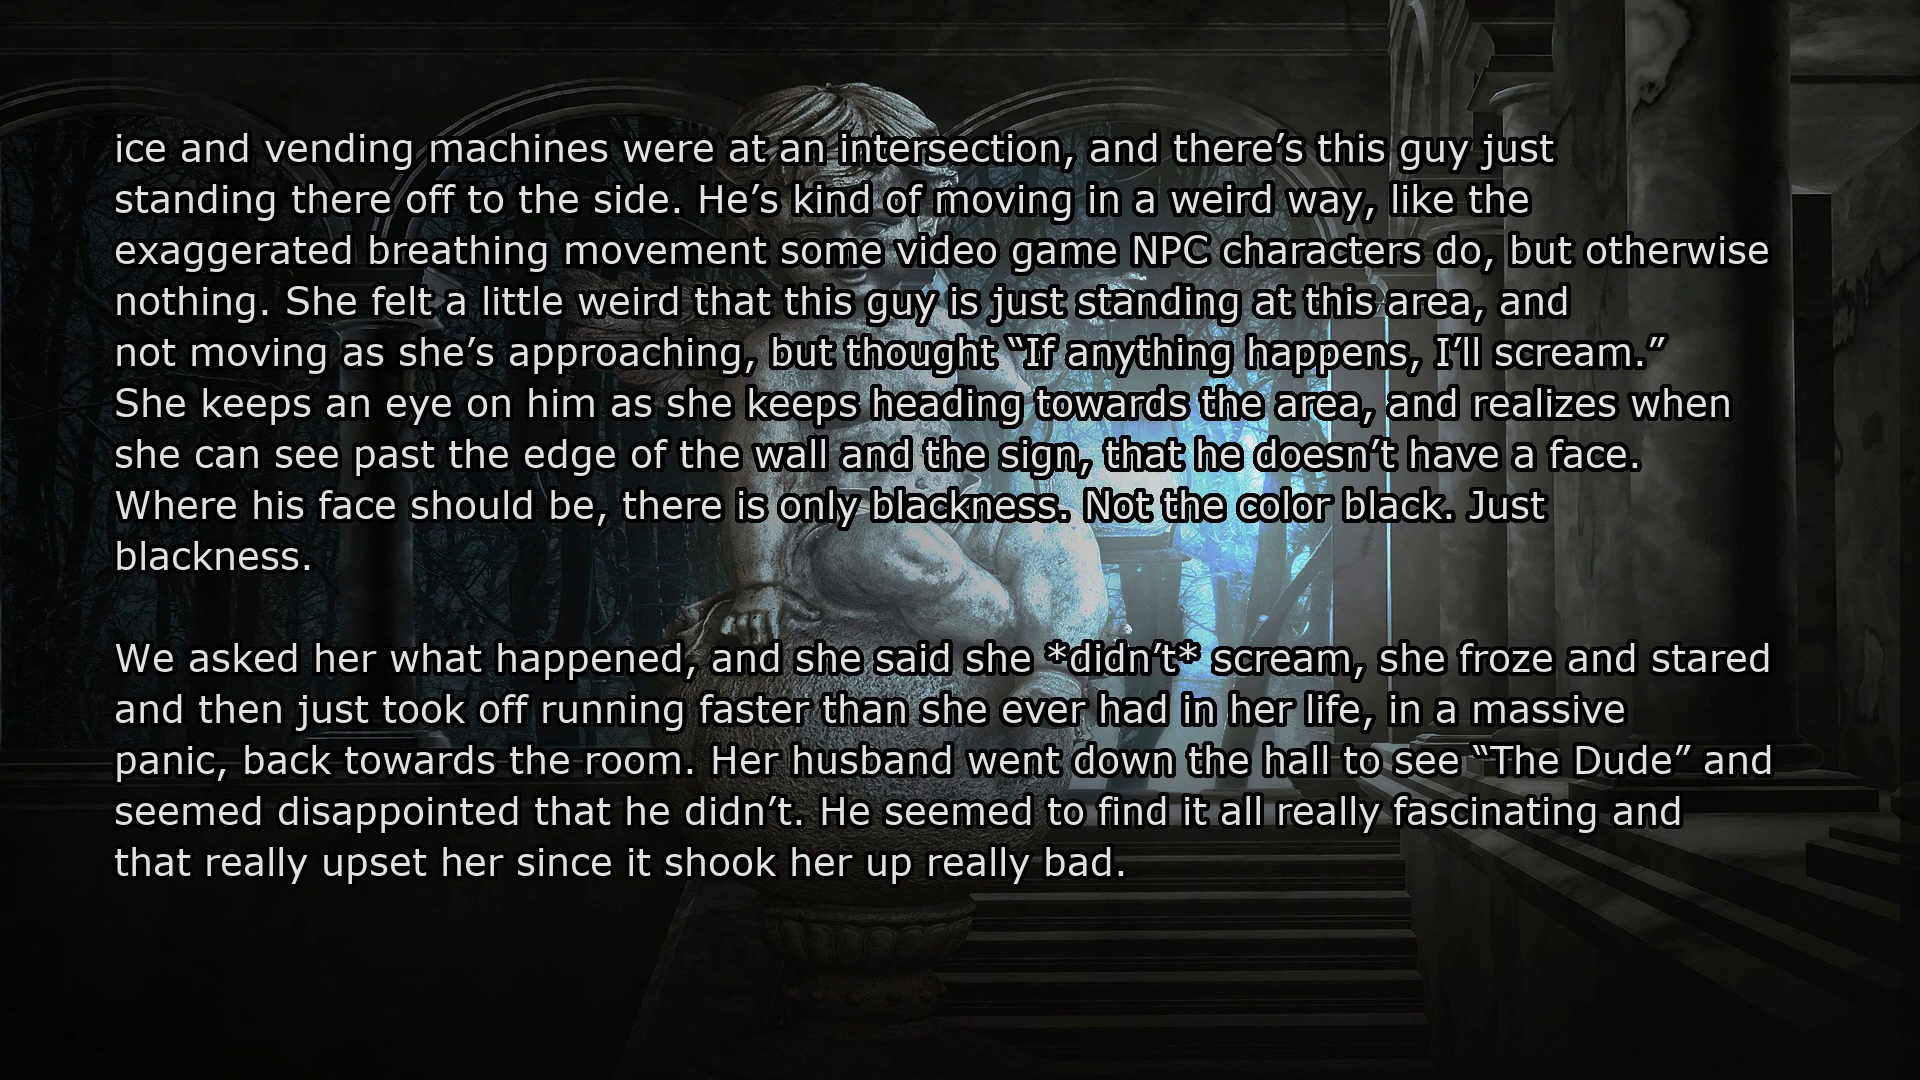 ice and vending machines were at an intersection, and there’s this guy just
standing there off to the side. He’s kind of moving in a weird way, like the
exaggerated breathing movement some video game NPC characters do, but otherwise
nothing. She felt a little weird that this guy is just standing at this area, and
not moving as she’s approaching, but thought “If anything happens, I’ll scream.”
She keeps an eye on him as she keeps heading towards the area, and realizes when
she can see past the edge of the wall and the sign, that he doesn’t have a face.
Where his face should be, there is only blackness. Not the color black. Just
blackness.

We asked her what happened, and she said she *didn’t* scream, she froze and stared
and then just took off running faster than she ever had in her life, in a massive
panic, back towards the room. Her husband went down the hall to see “The Dude” and
seemed disappointed that he didn’t. He seemed to find it all really fascinating and
that really upset her since it shook her up really bad.